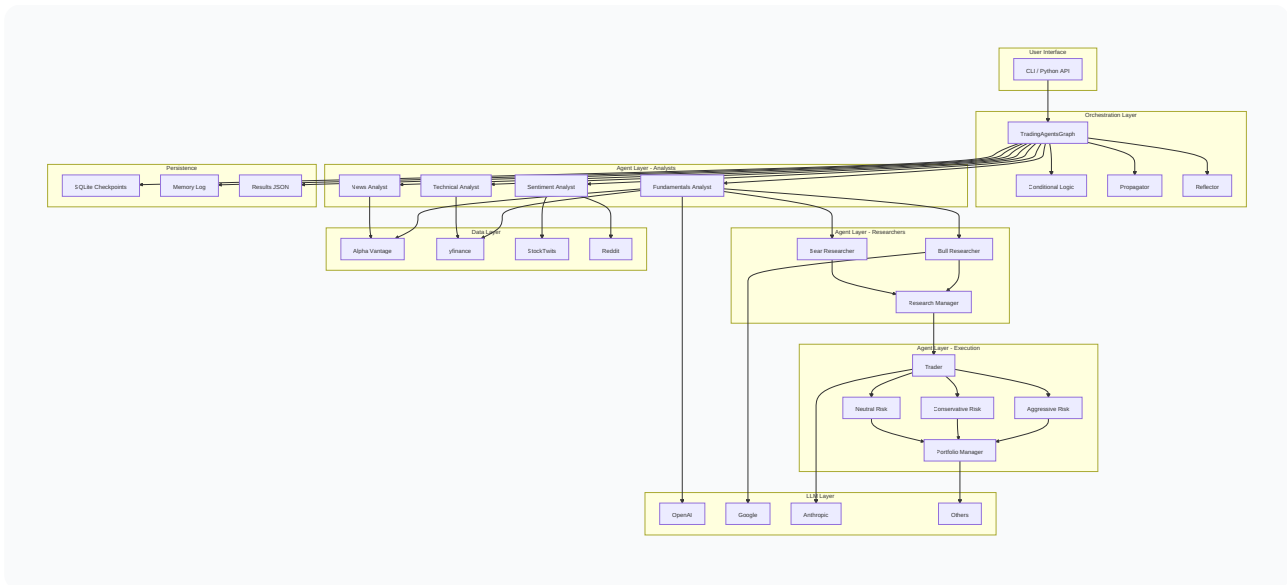 User Interface
CLI / Python API
Orchestration Layer
TradingAgentsGraph
Conditional Logic
Propagator
Reflector
Persistence
SQLite Checkpoints
Memory Log
Results JSON
Agent Layer - Analysts
News Analyst
Technical Analyst
Sentiment Analyst
Fundamentals Analyst
Data Layer
Alpha Vantage
yfinance
StockTwits
Reddit
Agent Layer - Researchers
Bear Researcher
Bull Researcher
Research Manager
Agent Layer - Execution
Trader
Neutral Risk
Conservative Risk
Aggressive Risk
Portfolio Manager
LLM Layer
OpenAI
Google
Anthropic
Others